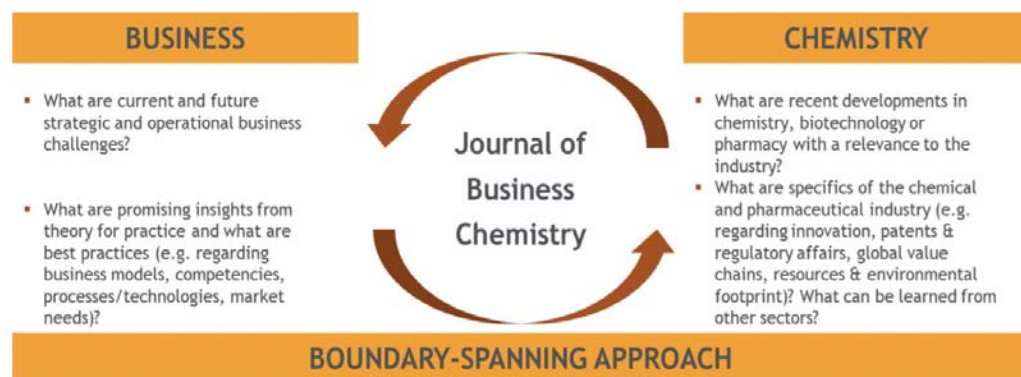 BUSINESS
▪ What are current and future
strategic and operational business
challenges?
▪ What are promising insights from
theory for practice and what are
best practices (e.g. regarding
business models, competencies,
processes/technologies, market
needs)?
Journal of
Business
Chemistry
CHEMISTRY
▪ What are recent developments in
chemistry, biotechnology or
pharmacy with a relevance to the
industry?
▪ What are specifics of the chemical
and pharmaceutical industry (e.g.
regarding innovation, patents &
regulatory affairs, global value
chains, resources & environmental
footprint)? What can be learned from
other sectors?
BOUNDARY-SPANNING APPROACH